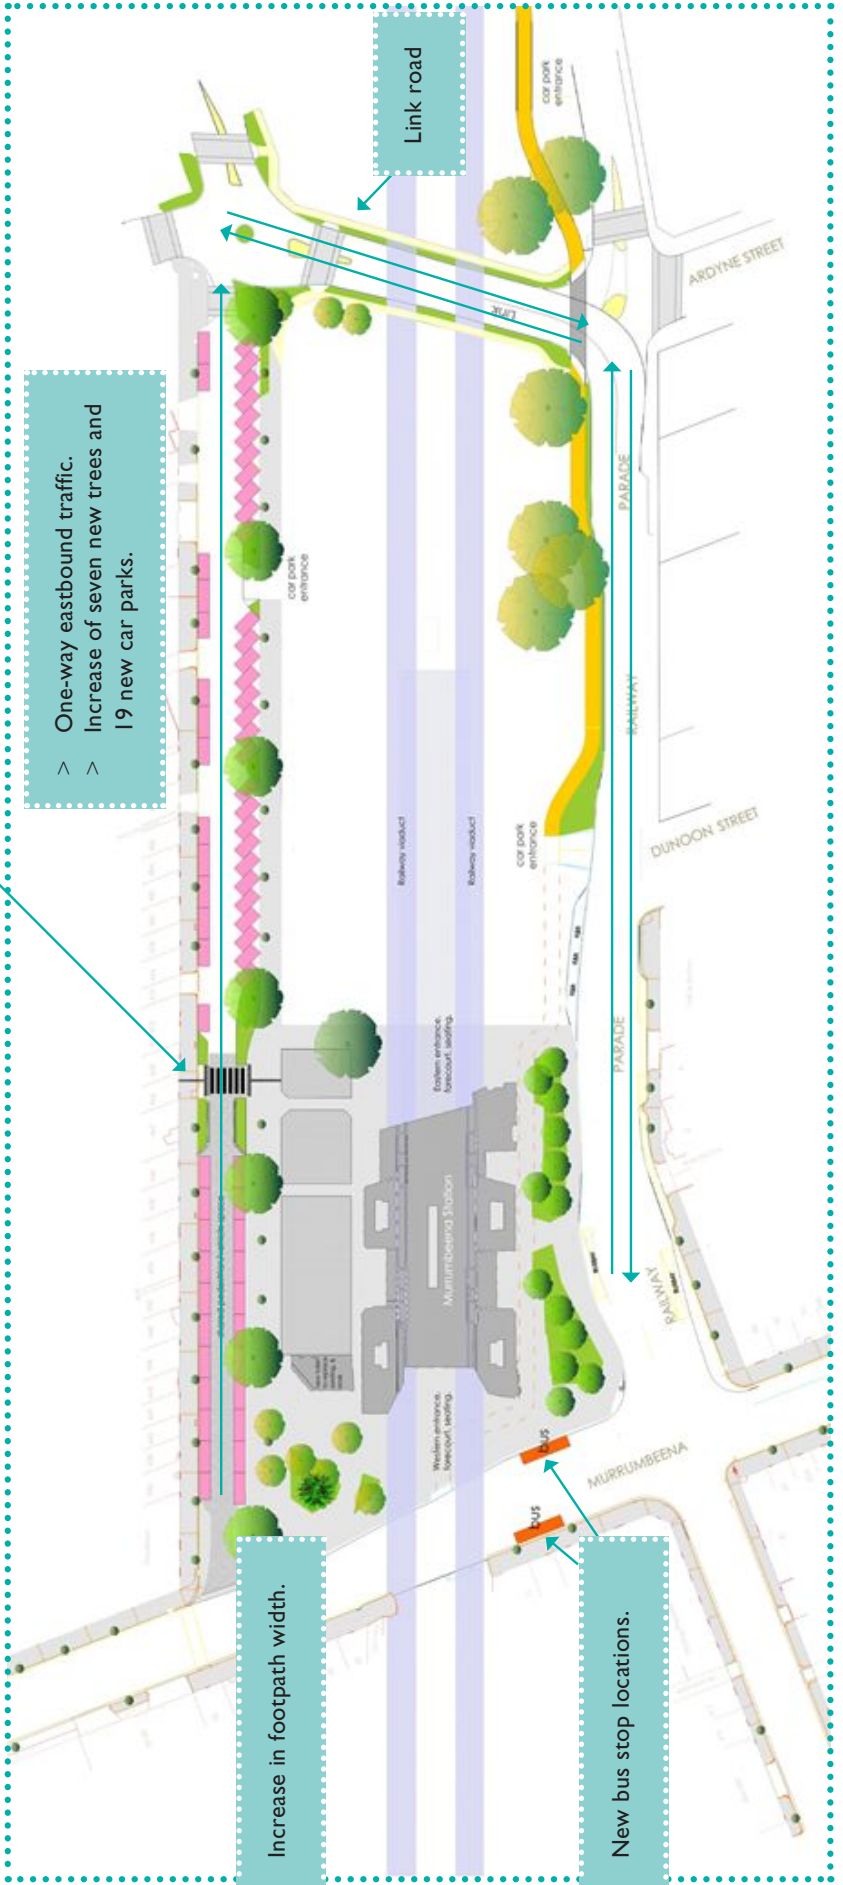 > One-way eastbound traffic.
> Increase of seven new trees and
19 new car parks.
Link road
Increase in footpath width.
New bus stop locations.
car park
entrance
car park
entrance
car park
entrance
Link
ARDYNE STREET
PARADE
RAILWAY
DUNOON STREET
PARADE
RAILWAY
Railway viaduct
Railway viaduct
Eastern entrance,
forecourt, seating.
Murrumbeena Station
Western entrance,
forecourt, seating.
bus
bus
MURRUMBEENA